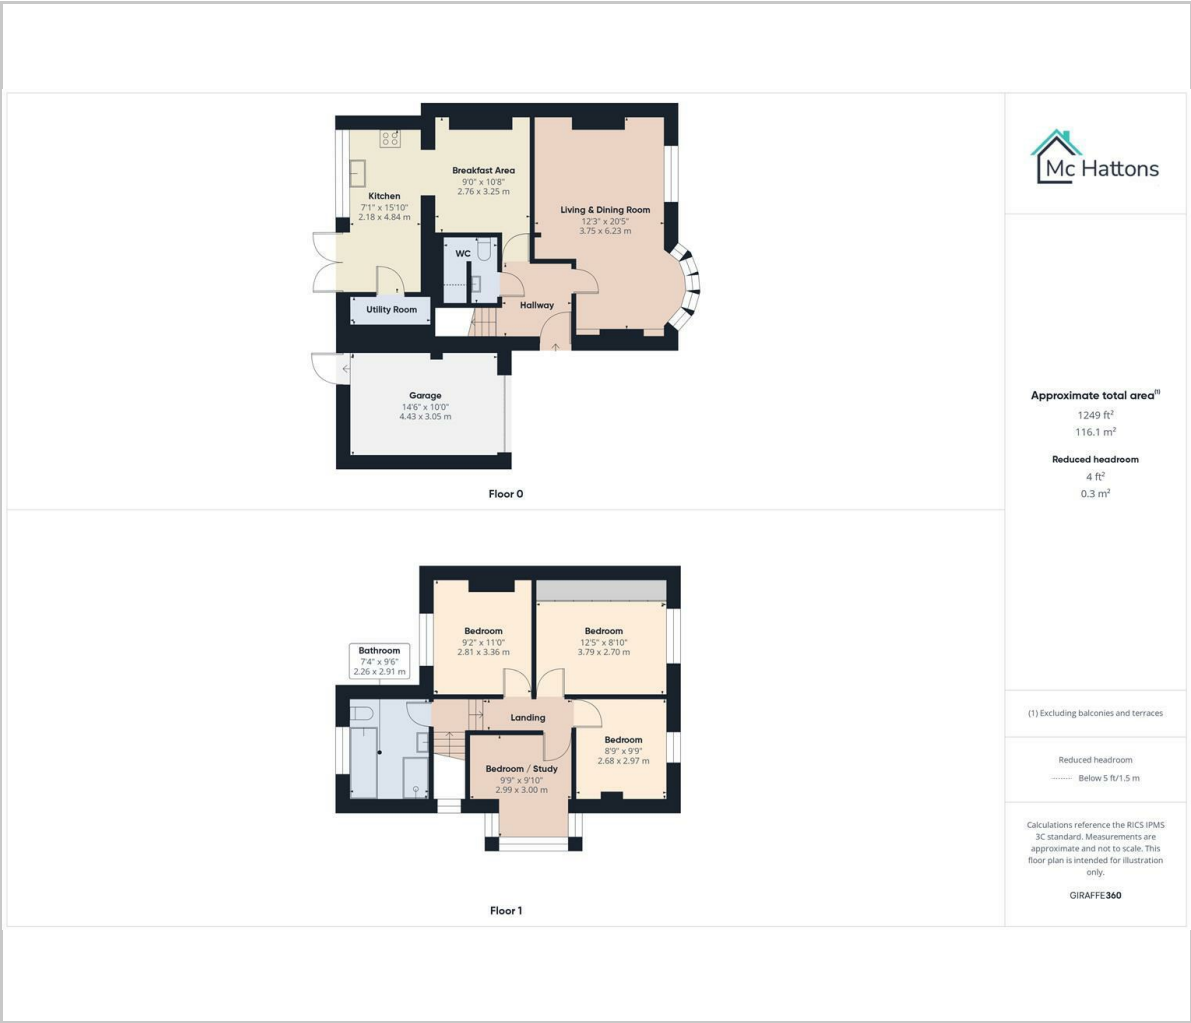 Breakfast Area
9'0" x 10'8"
2.76 x 3.25 m
Kitchen
7'1" x 15'10"
2.18 x 4.84 m
Living & Dining Room
12'3" x 20'5"
3.75 x 6.23 m
WC
Hallway
Utility Room
Garage
14'6" x 10'0"
4.43 x 3.05 m
Floor 0
Bedroom
9'2" x 11'0"
2.81 x 3.36 m
Bedroom
12'5" x 8'10"
3.79 x 2.70 m
Bathroom
7'4" x 9'6"
2.26 x 2.91 m
Landing
Bedroom
8'9" x 9'9"
2.68 x 2.97 m
Bedroom / Study
9'9" x 9'10"
2.99 x 3.00 m
Floor 1
Mc Hattons
Approximate total area(1)
1249 ft²
116.1 m²
Reduced headroom
4 ft²
0.3 m²
(1) Excluding balconies and terraces
Reduced headroom
Below 5 ft/1.5 m
Calculations reference the RICS IPMS
3C standard. Measurements are
approximate and not to scale. This
floor plan is intended for illustration
only.
GIRAFFE360